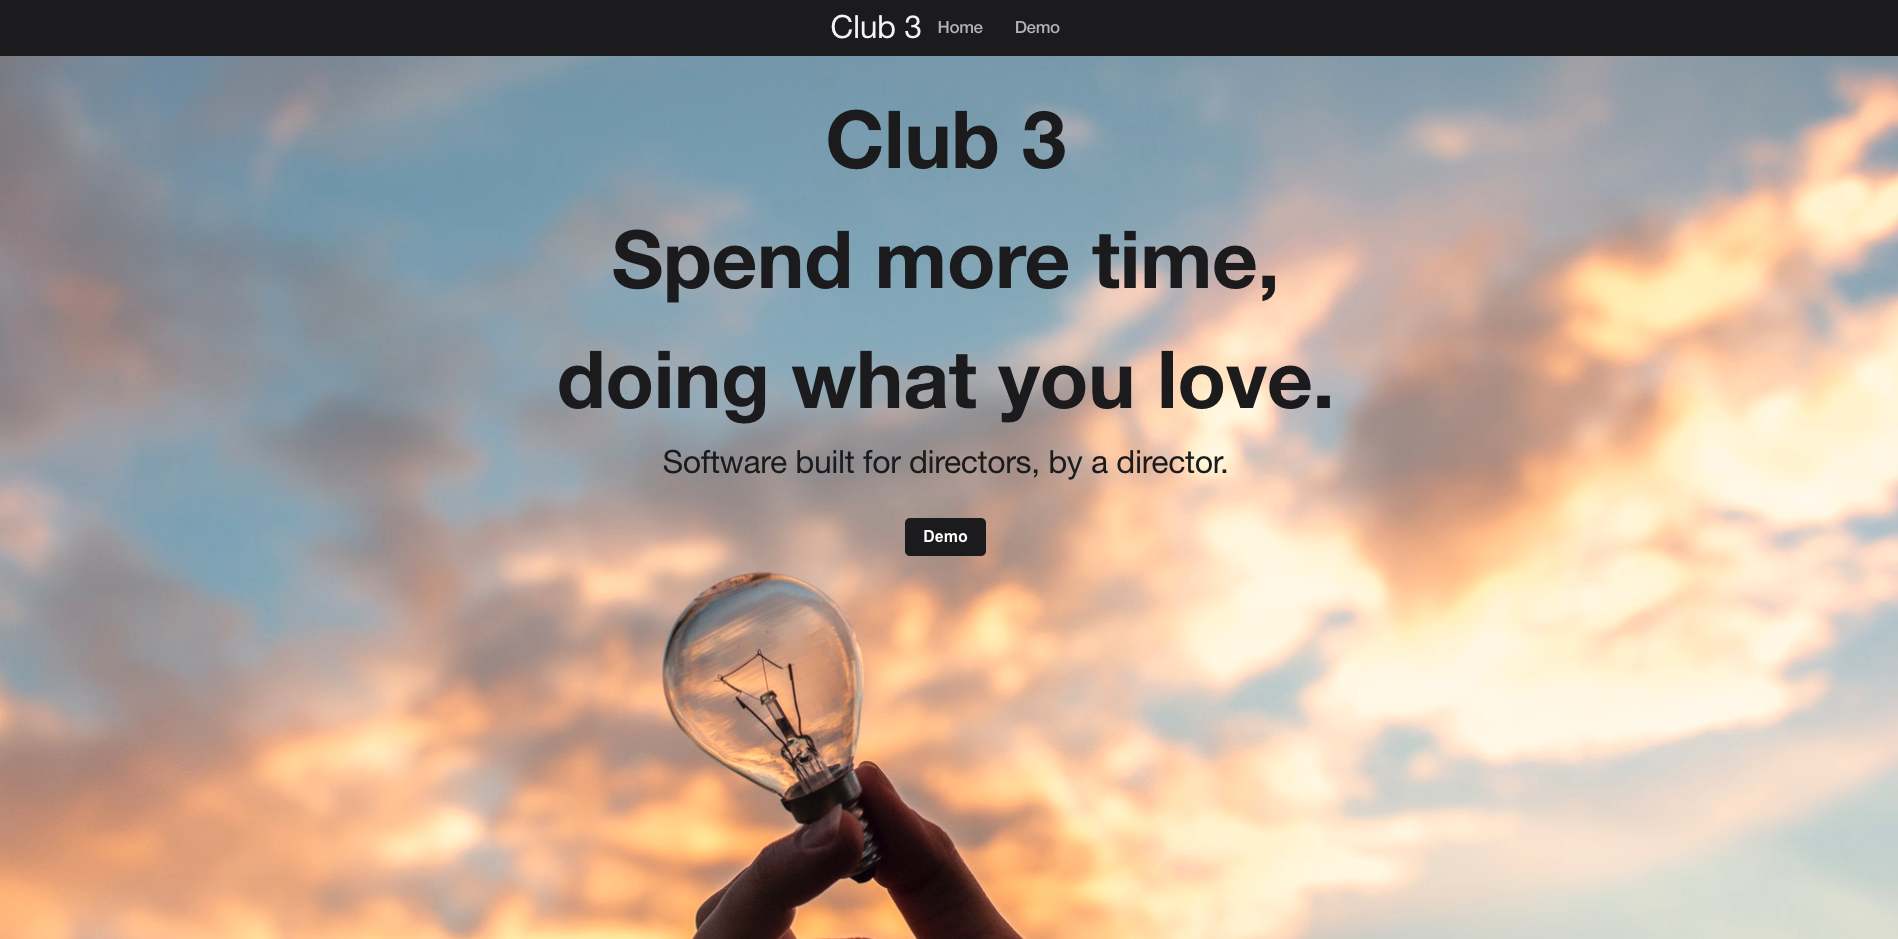 Club 3 Home Demo
Club 3
Spend more time,
doing what you love.
Software built for directors, by a director.
Demo